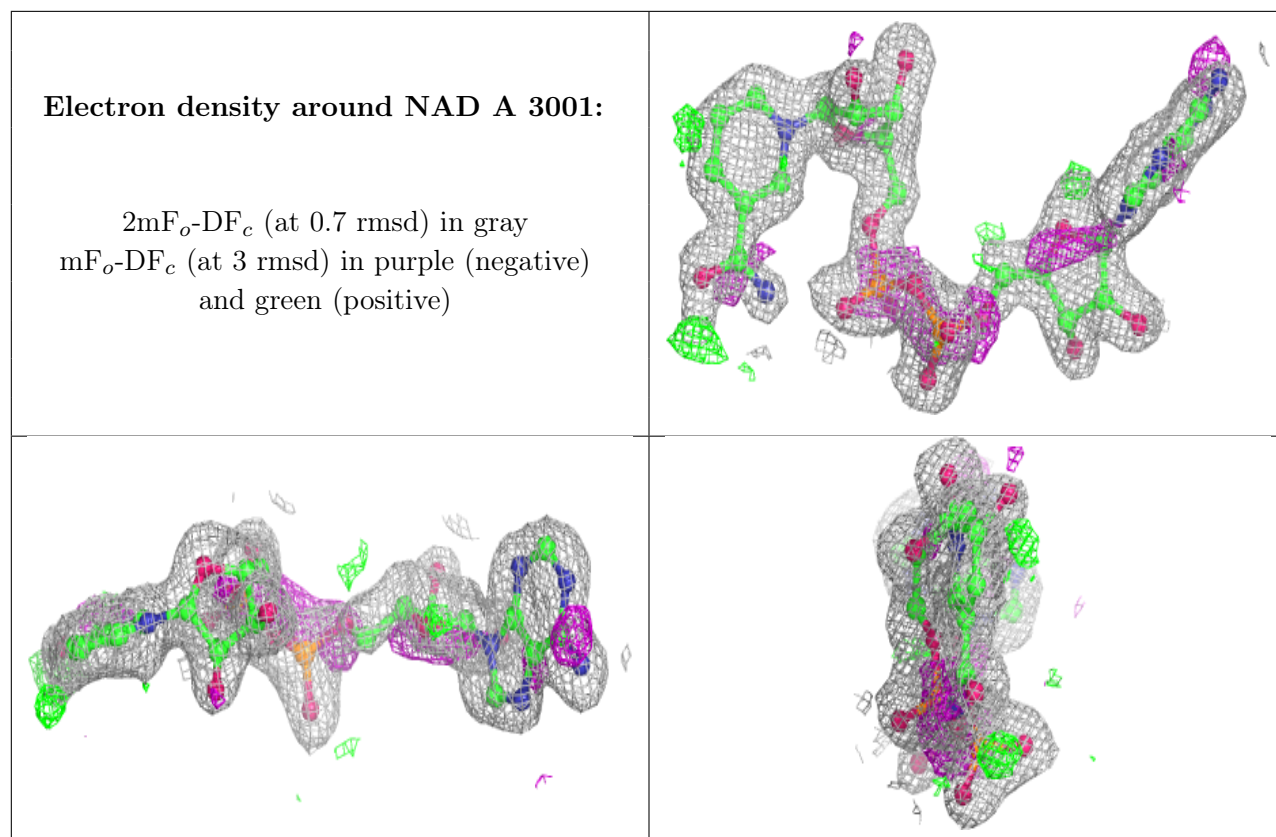 Electron density around NAD A 3001:
2mFₒ-DF𝒸 (at 0.7 rmsd) in gray
mFₒ-DF𝒸 (at 3 rmsd) in purple (negative)
and green (positive)